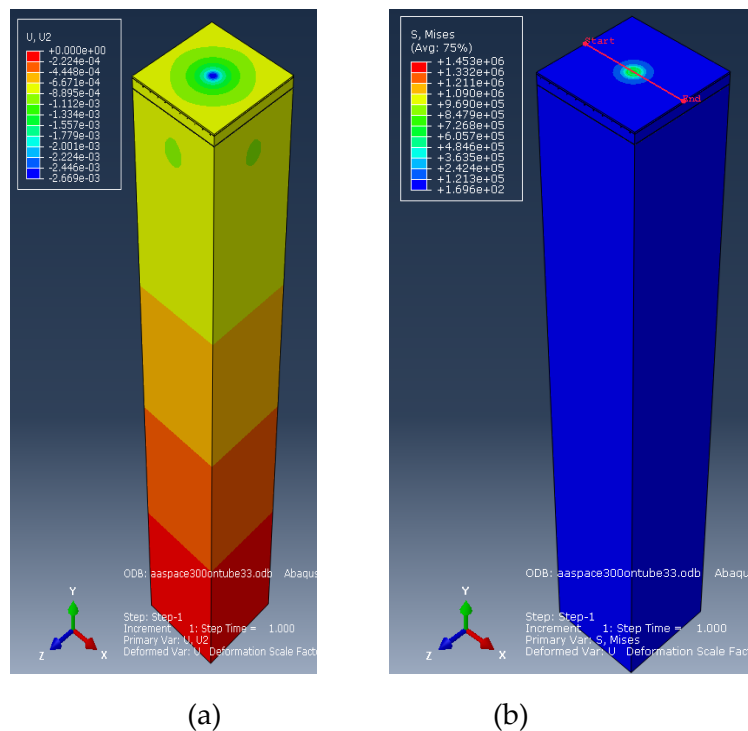 U, U2
+0.000e+00
-2.224e-04
-4.448e-04
-6.671e-04
-8.895e-04
-1.112e-03
-1.334e-03
-1.557e-03
-1.779e-03
-2.001e-03
-2.224e-03
-2.446e-03
-2.669e-03
ODB: aaspace300ontube33.odb Abaqus
Step: Step-1
Increment 1: Step Time = 1.000
Primary Var: U, U2
Deformed Var: U Deformation Scale Fact
Y
Z
X
(a)
S, Mises
(Avg: 75%)
+1.453e+06
+1.332e+06
+1.211e+06
+1.090e+06
+9.690e+05
+8.479e+05
+7.268e+05
+6.057e+05
+4.846e+05
+3.635e+05
+2.424e+05
+1.213e+05
+1.696e+02
Start
End
ODB: aaspace300ontube33.odb Abaqus
Step: Step-1
Increment 1: Step Time = 1.000
Primary Var: S, Mises
Deformed Var: U Deformation Scale Fact
Y
Z
X
(b)